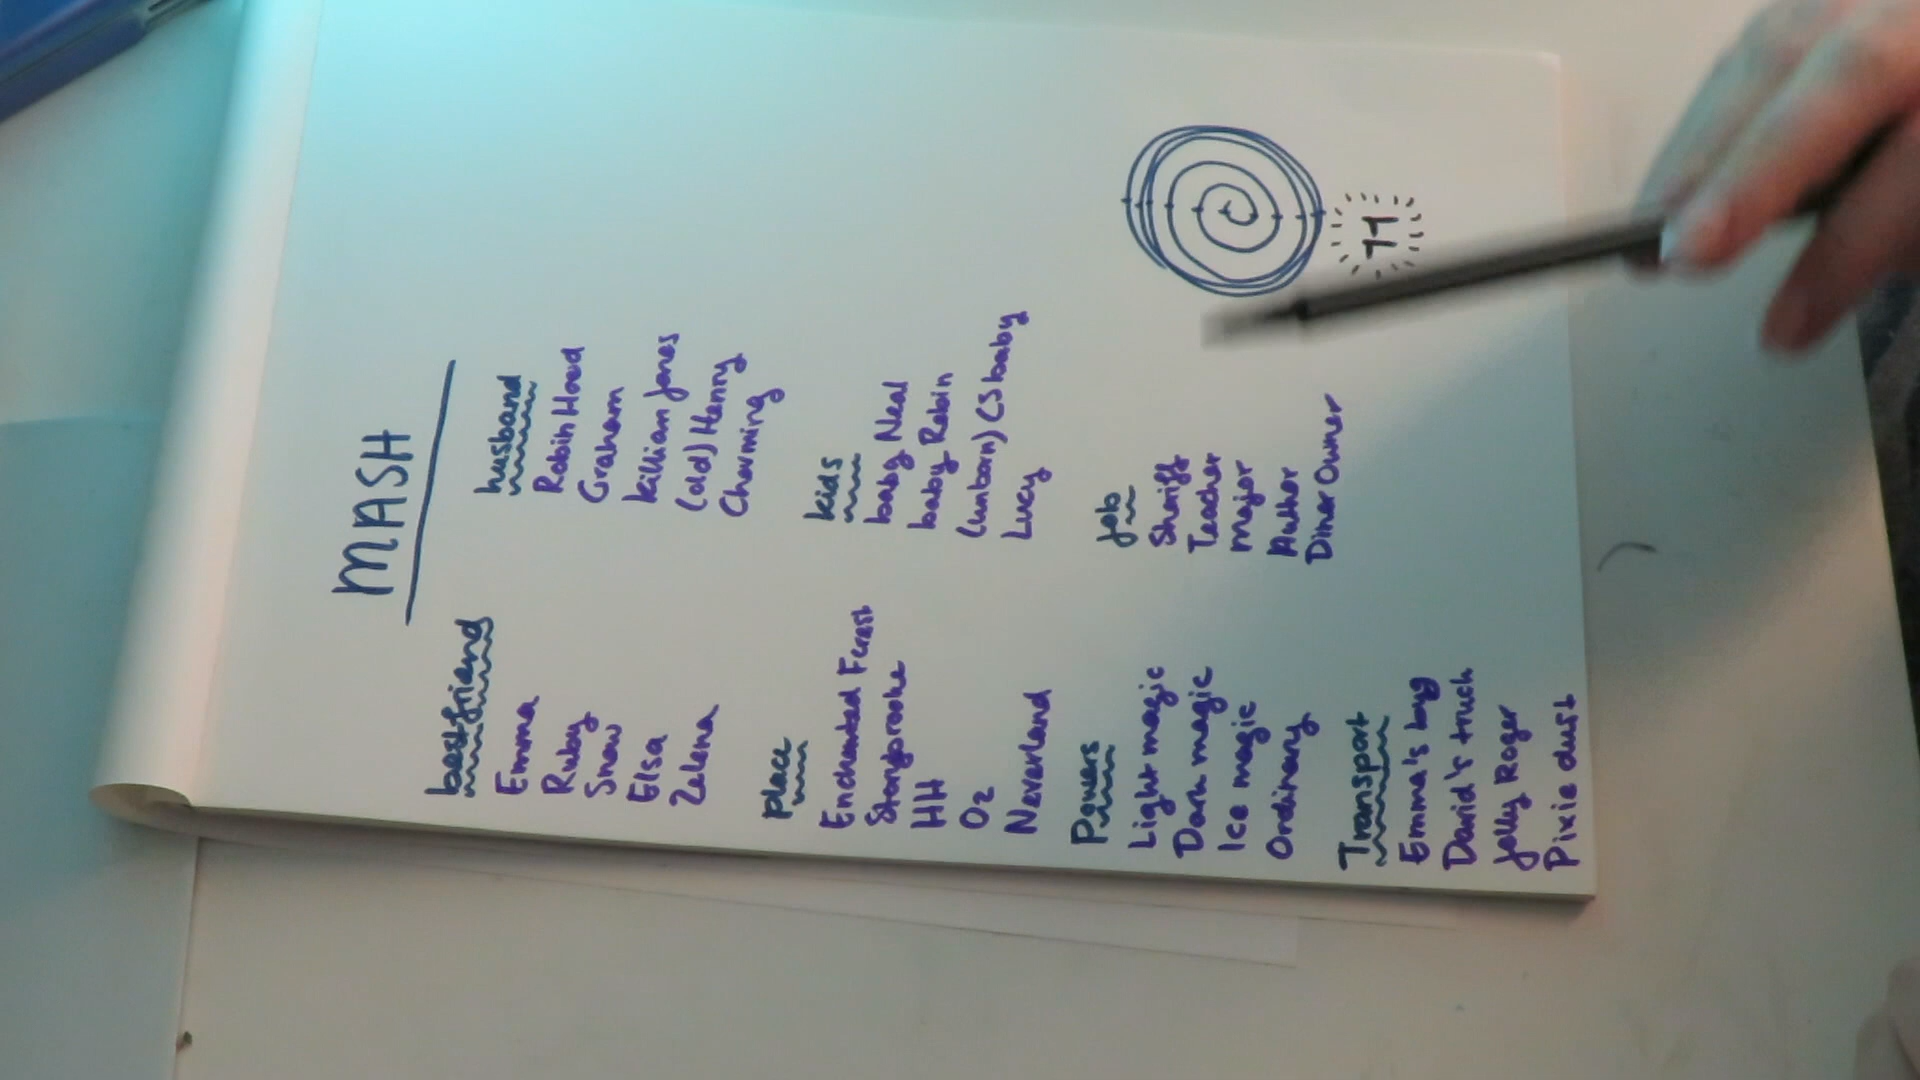 MASH
best friend
Emma
Ruby
Snow
Elsa
Zelena
husband
Robin Hood
Graham
Killian Jones
(old) Henry
Charming
place
Enchanted Forest
Storybrooke
HH
Oz
Neverland
kids
baby Neal
baby Robin
(unborn) CS baby
Lucy
Powers
Light magic
Dark magic
Ice magic
Ordinary
job
Sheriff
Teacher
Major
Author
Diner Owner
Transport
Emma's bug
David's truck
Jolly Roger
Pixie dust
11